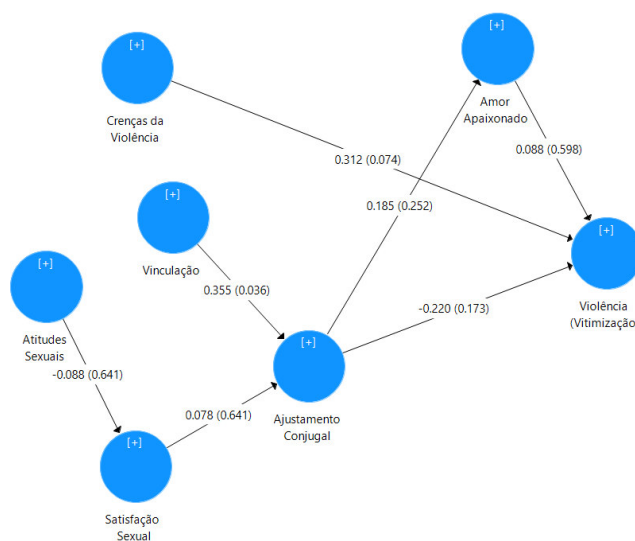 [+]
Amor
Apaixonado
[+]
Crenças da
Violência
0.312 (0.074)
0.088 (0.598)
0.185 (0.252)
[+]
Vinculação
[+]
Violência
(Vitimização
[+]
Atitudes
Sexuais
0.355 (0.036)
-0.220 (0.173)
-0.088 (0.641)
[+]
Ajustamento
Conjugal
0.078 (0.641)
[+]
Satisfação
Sexual